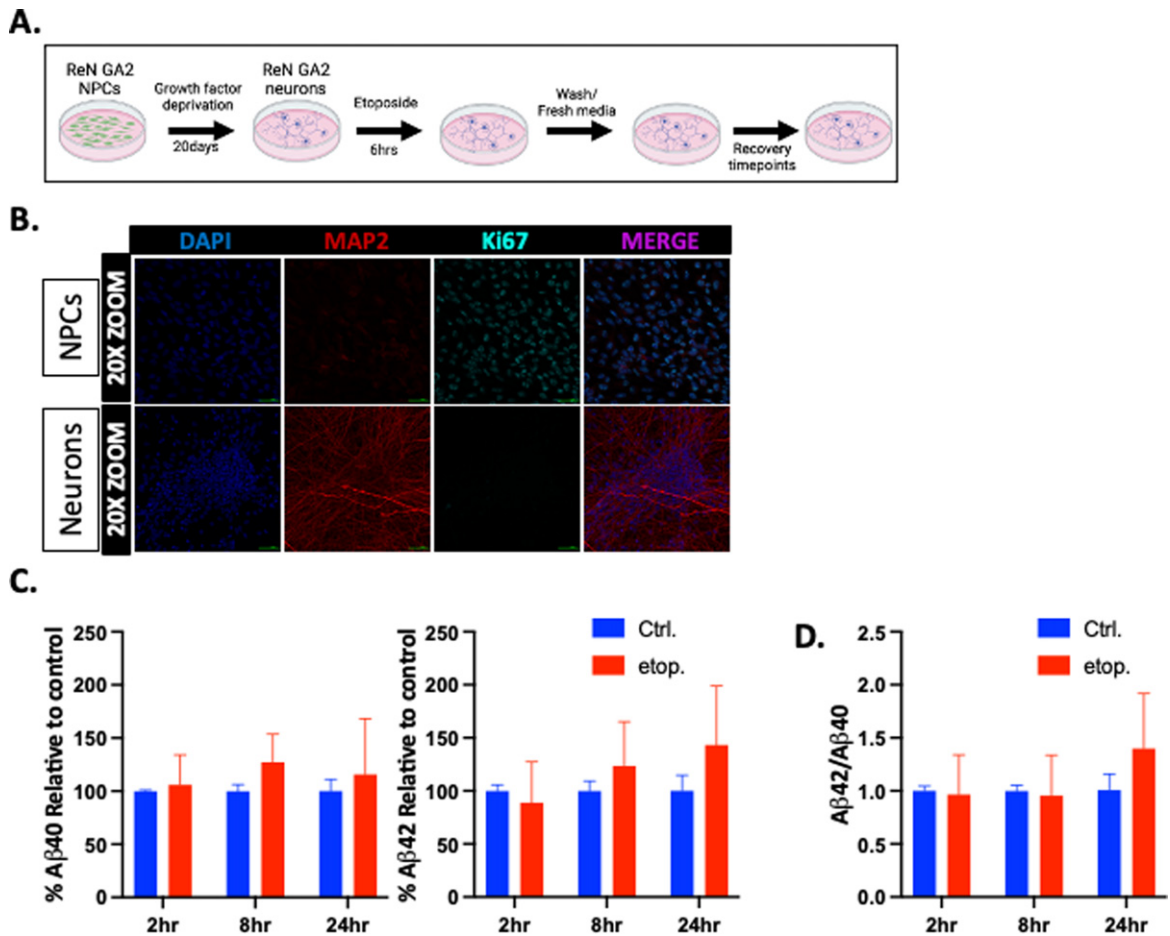 A.
ReN GA2
NPCs
Growth factor
deprivation
20days
ReN GA2
neurons
Etoposide
6hrs
Wash/
Fresh media
Recovery
timepoints
B.
DAPI MAP2 Ki67 MERGE
NPCs
20X ZOOM
Neurons
20X ZOOM
C.
% Aβ40 Relative to control
250
200
150
100
50
0
2hr 8hr 24hr
% Aβ42 Relative to control
250
200
150
100
50
0
2hr 8hr 24hr
Ctrl.
etop.
D.
Aβ42/Aβ40
2.5
2.0
1.5
1.0
0.5
0.0
2hr 8hr 24hr
Ctrl.
etop.